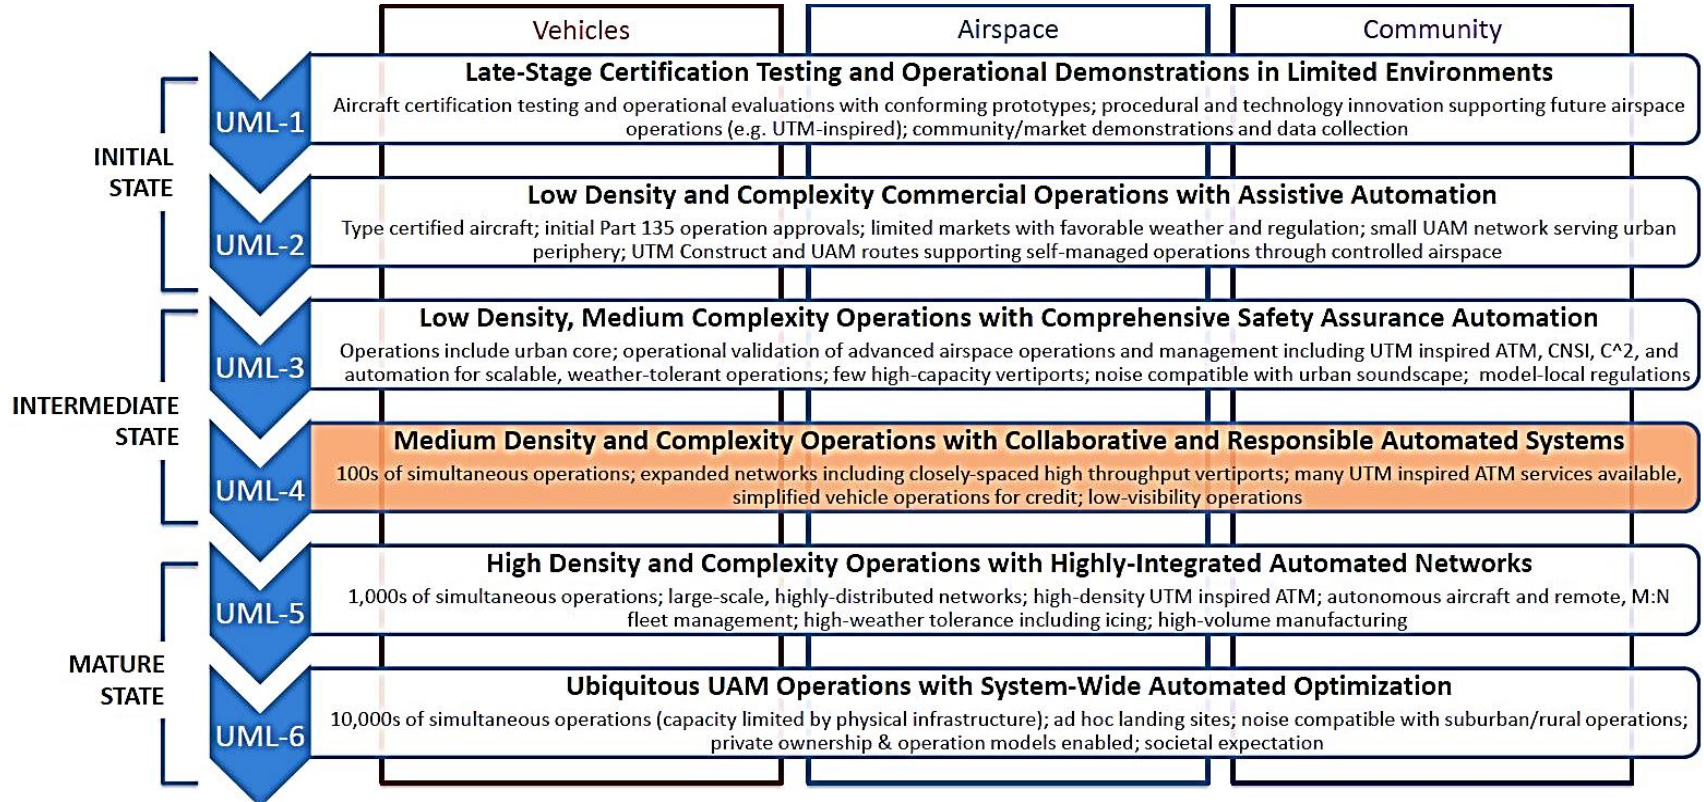 Vehicles
Airspace
Community
INITIAL
STATE
UML-1
Late-Stage Certification Testing and Operational Demonstrations in Limited Environments
Aircraft certification testing and operational evaluations with conforming prototypes; procedural and technology innovation supporting future airspace
operations (e.g. UTM-inspired); community/market demonstrations and data collection
UML-2
Low Density and Complexity Commercial Operations with Assistive Automation
Type certified aircraft; initial Part 135 operation approvals; limited markets with favorable weather and regulation; small UAM network serving urban
periphery; UTM Construct and UAM routes supporting self-managed operations through controlled airspace
INTERMEDIATE
STATE
UML-3
Low Density, Medium Complexity Operations with Comprehensive Safety Assurance Automation
Operations include urban core; operational validation of advanced airspace operations and management including UTM inspired ATM, CNSI, C^2, and
automation for scalable, weather-tolerant operations; few high-capacity vertiports; noise compatible with urban soundscape; model-local regulations
UML-4
Medium Density and Complexity Operations with Collaborative and Responsible Automated Systems
100s of simultaneous operations; expanded networks including closely-spaced high throughput vertiports; many UTM inspired ATM services available,
simplified vehicle operations for credit; low-visibility operations
MATURE
STATE
UML-5
High Density and Complexity Operations with Highly-Integrated Automated Networks
1,000s of simultaneous operations; large-scale, highly-distributed networks; high-density UTM inspired ATM; autonomous aircraft and remote, M:N
fleet management; high-weather tolerance including icing; high-volume manufacturing
UML-6
Ubiquitous UAM Operations with System-Wide Automated Optimization
10,000s of simultaneous operations (capacity limited by physical infrastructure); ad hoc landing sites; noise compatible with suburban/rural operations;
private ownership & operation models enabled; societal expectation